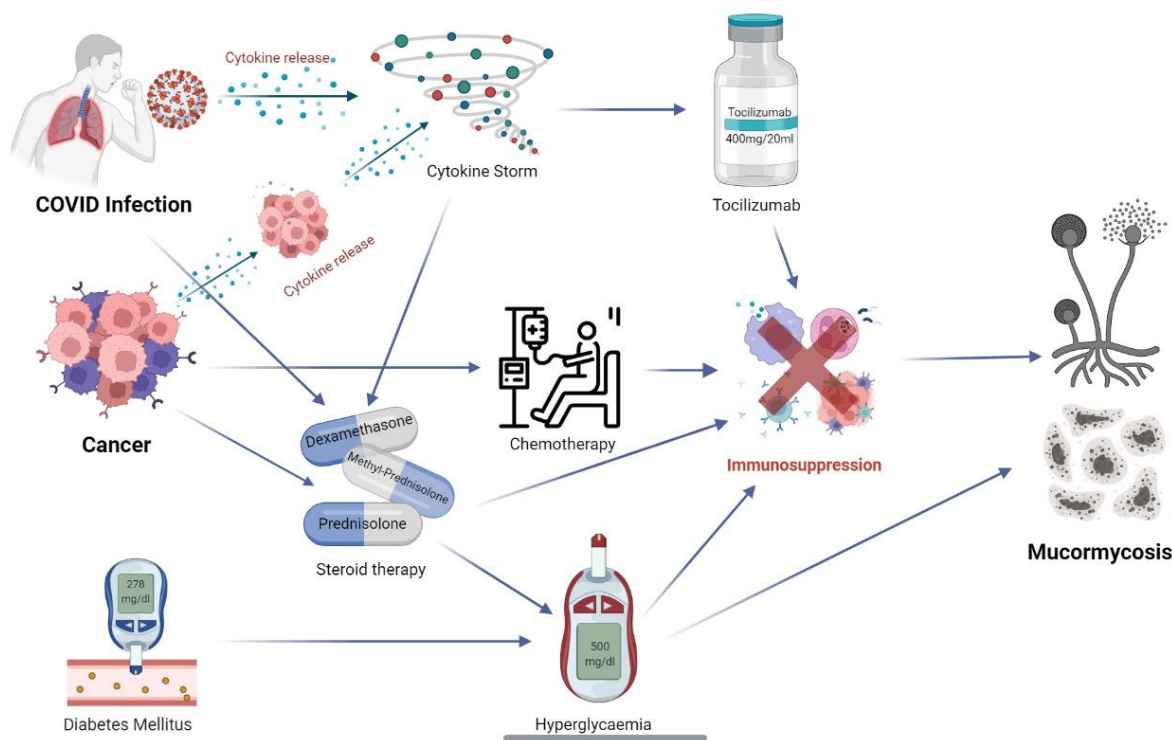 Cytokine release
Tocilizumab
400mg/20ml
Cytokine Storm
COVID Infection
Tocilizumab
Cytokine release
Dexamethasone
Methyl-Prednisolone
Prednisolone
Chemotherapy
Cancer
Immunosuppression
Steroid therapy
Mucormycosis
278
mg/dl
500
mg/dl
Diabetes Mellitus
Hyperglycaemia